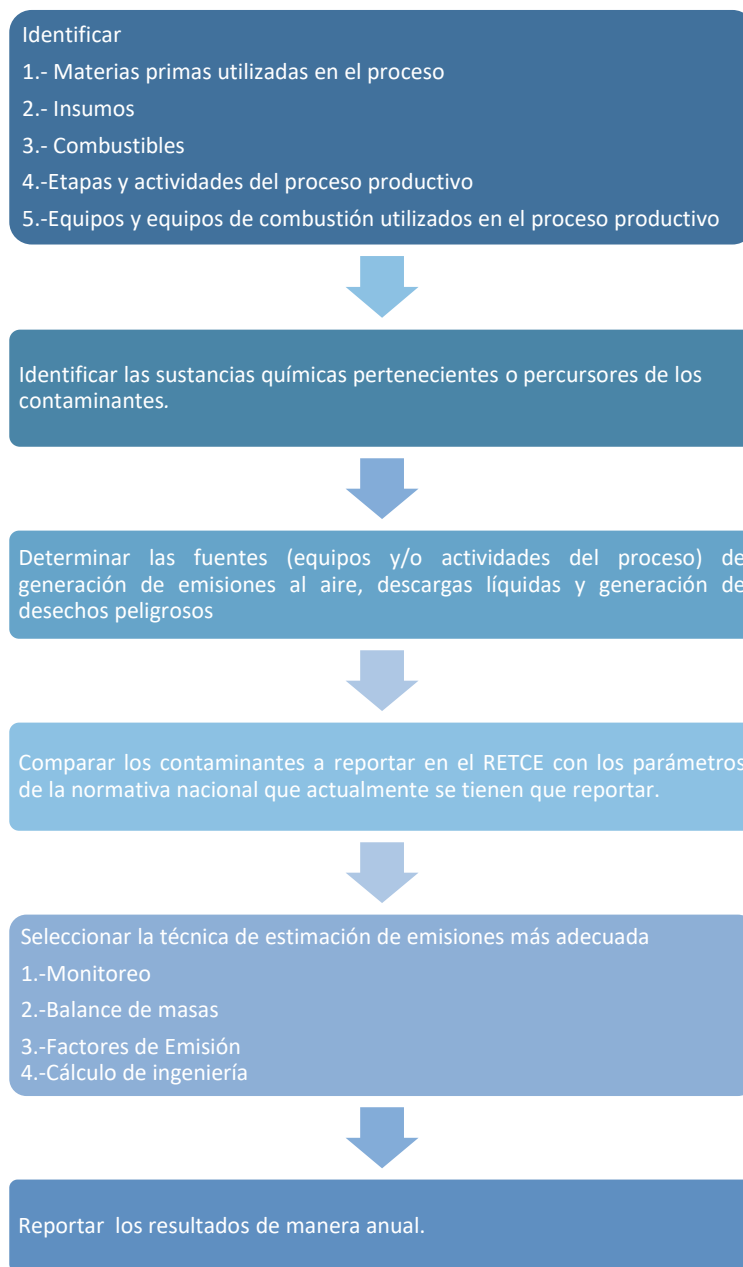 Identificar
1.- Materias primas utilizadas en el proceso
2.- Insumos
3.- Combustibles
4.-Etapas y actividades del proceso productivo
5.-Equipos y equipos de combustión utilizados en el proceso productivo
Identificar las sustancias químicas pertenecientes o percursores de los
contaminantes.
Determinar las fuentes (equipos y/o actividades del proceso) de
generación de emisiones al aire, descargas líquidas y generación de
desechos peligrosos
Comparar los contaminantes a reportar en el RETCE con los parámetros
de la normativa nacional que actualmente se tienen que reportar.
Seleccionar la técnica de estimación de emisiones más adecuada
1.-Monitoreo
2.-Balance de masas
3.-Factores de Emisión
4.-Cálculo de ingeniería
Reportar los resultados de manera anual.